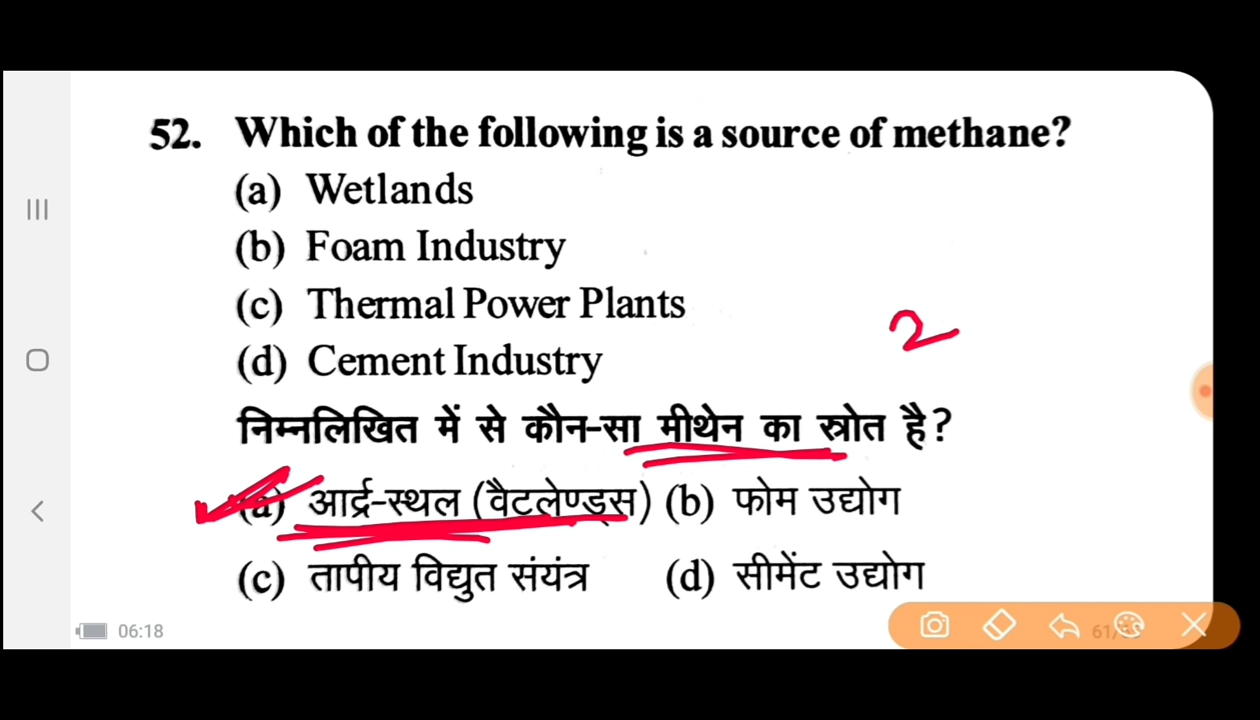 52. Which of the following is a source of methane?
(a) Wetlands
(b) Foam Industry
(c) Thermal Power Plants
(d) Cement Industry
2
निम्नलिखित में से कौन-सा मीथेन का स्रोत है?
(a) आर्द्र-स्थल (वैटलेण्ड्स) (b) फोम उद्योग
(c) तापीय विद्युत संयंत्र (d) सीमेंट उद्योग
06:18